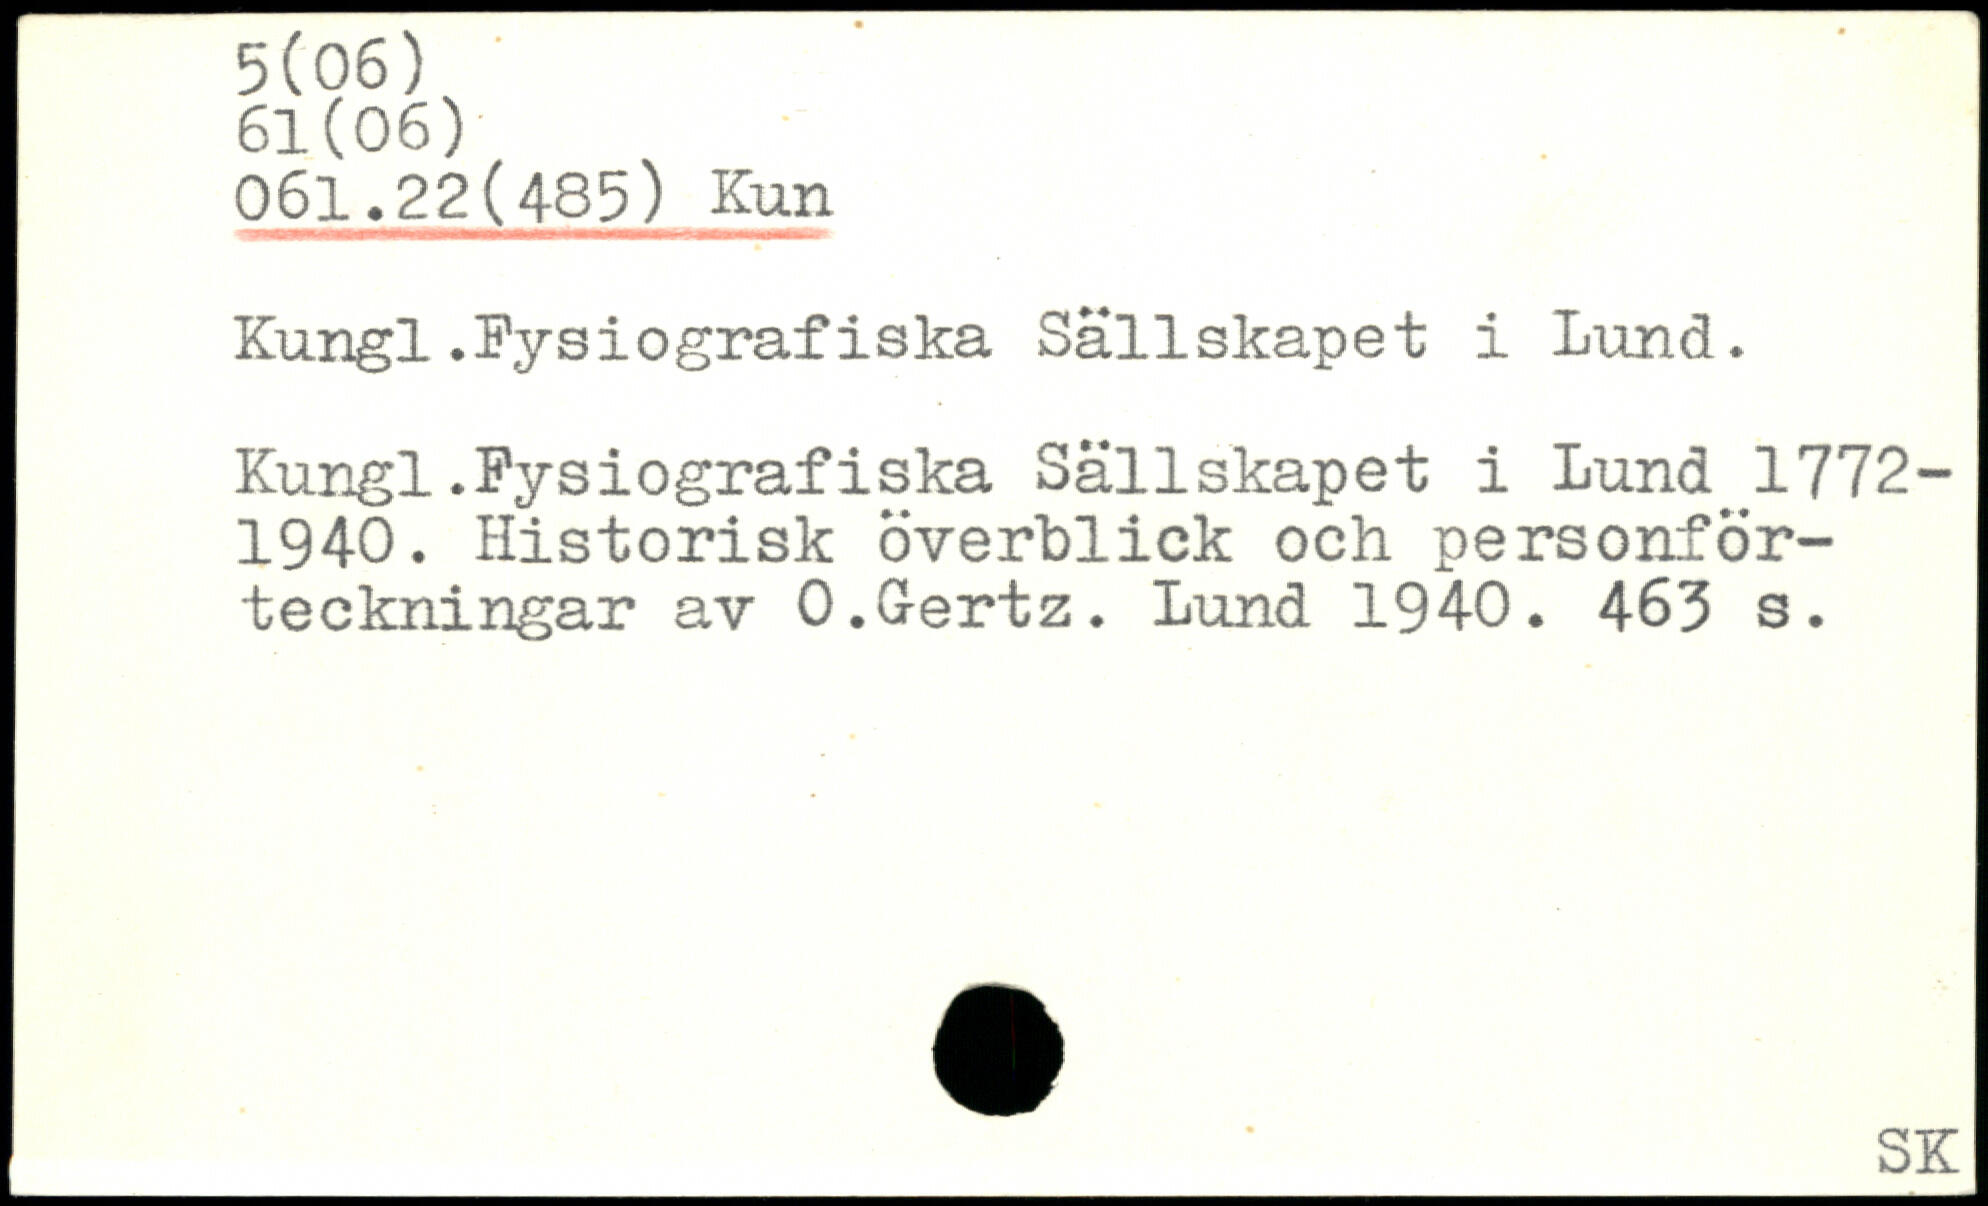 5(06)
61(06)
061.22(485) Kun
Kungl.Fysiografiska Sällskapet i Lund.
Kungl.Fysiografiska Sällskapet i Lund 1772-
1940. Historisk överblick och personför-
teckningar av O.Gertz. Lund 1940. 463 s.
SK